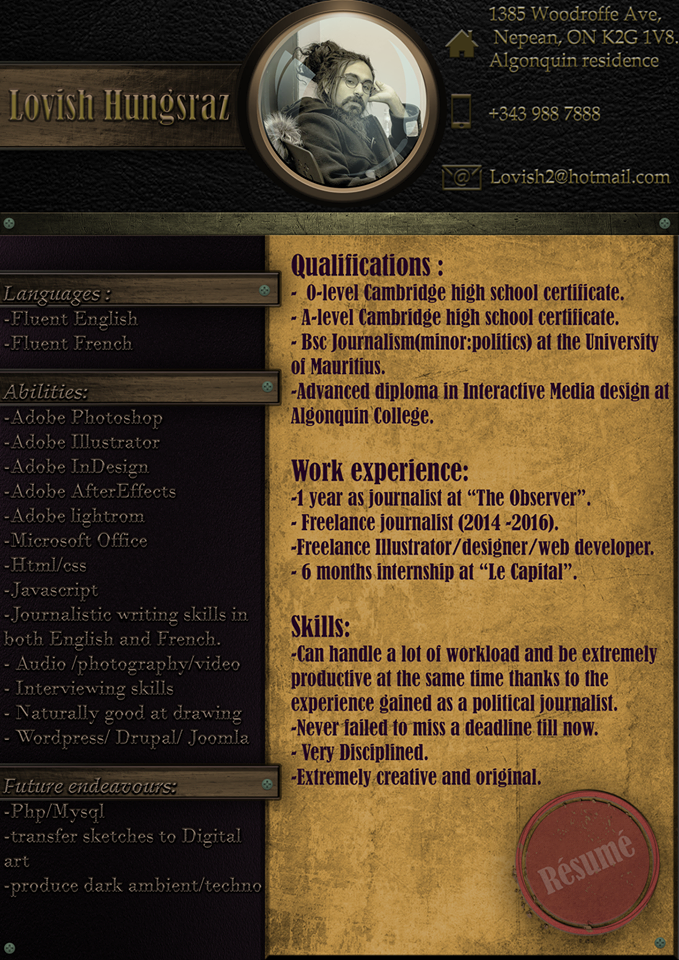 Lovish Hungsraz
1385 Woodroffe Ave,
Nepean, ON K2G 1V8.
Algonquin residence
+343 988 7888
Lovish2@hotmail.com
Languages :
-Fluent English
-Fluent French
Abilities:
-Adobe Photoshop
-Adobe Illustrator
-Adobe InDesign
-Adobe AfterEffects
-Adobe lightrom
-Microsoft Office
-Html/css
-Javascript
-Journalistic writing skills in
both English and French.
- Audio /photography/video
- Interviewing skills
- Naturally good at drawing
- Wordpress/ Drupal/ Joomla
Future endeavours:
-Php/Mysql
-transfer sketches to Digital
art
-produce dark ambient/techno
Qualifications :
- O-level Cambridge high school certificate.
- A-level Cambridge high school certificate.
- Bsc Journalism(minor:politics) at the University
of Mauritius.
-Advanced diploma in Interactive Media design at
Algonquin College.
Work experience:
-1 year as journalist at “The Observer”.
- Freelance journalist (2014 -2016).
-Freelance Illustrator/designer/web developer.
- 6 months internship at “Le Capital”.
Skills:
-Can handle a lot of workload and be extremely
productive at the same time thanks to the
experience gained as a political journalist.
-Never failed to miss a deadline till now.
- Very Disciplined.
-Extremely creative and original.
Résumé